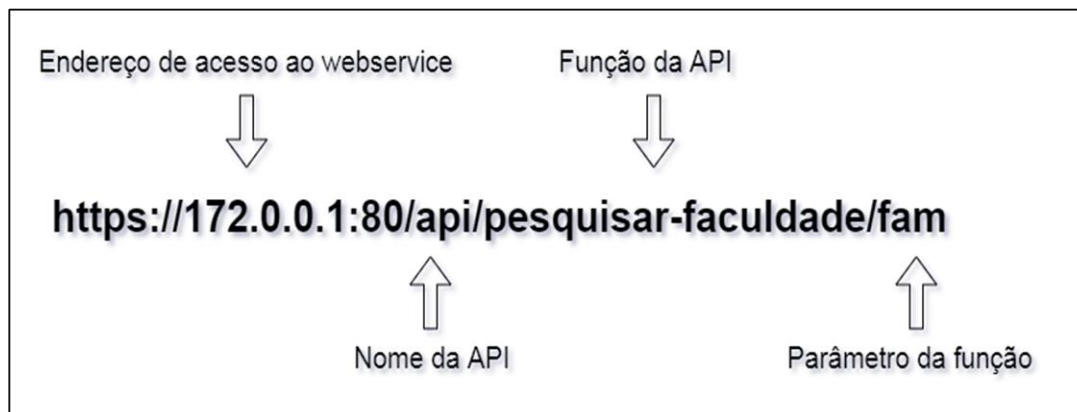 Endereço de acesso ao webservice
Função da API
https://172.0.0.1:80/api/pesquisar-faculdade/fam
Nome da API
Parâmetro da função